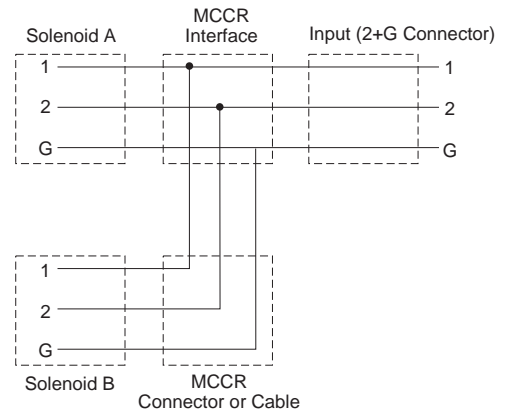 MCCR
Interface
Solenoid A
Input (2+G Connector)
1 1
2 2
G G
1
2
G
Solenoid B
MCCR
Connector or Cable